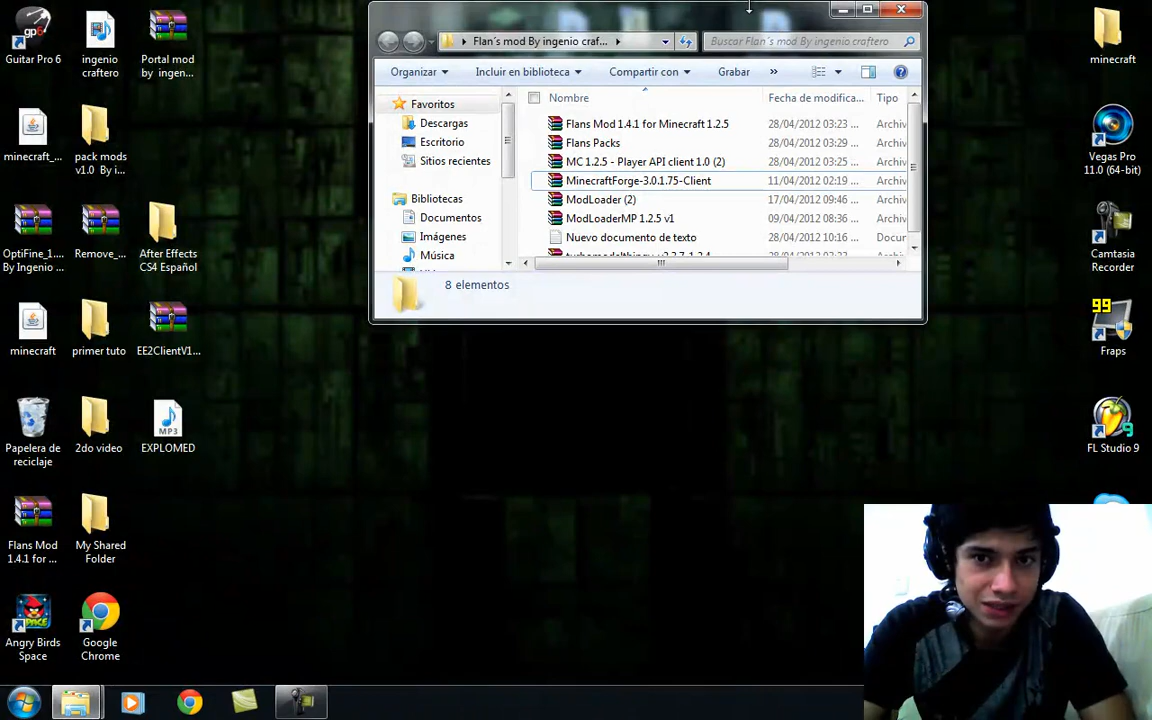 Flan´s mod By ingenio craf...
Buscar Flan´s mod By ingenio craftero
Organizar
Incluir en biblioteca
Compartir con
Grabar
»
Favoritos
Descargas
Escritorio
Sitios recientes
Bibliotecas
Documentos
Imágenes
Música
Nombre
Fecha de modifica...
Tipo
Flans Mod 1.4.1 for Minecraft 1.2.5
28/04/2012 03:23 ...
Archiv
Flans Packs
28/04/2012 03:29 ...
Archiv
MC 1.2.5 - Player API client 1.0 (2)
28/04/2012 03:25 ...
Archiv
MinecraftForge-3.0.1.75-Client
11/04/2012 02:19 ...
Archiv
ModLoader (2)
17/04/2012 09:46 ...
Archiv
ModLoaderMP 1.2.5 v1
09/04/2012 08:36 ...
Archiv
Nuevo documento de texto
28/04/2012 10:16 ...
Docun
8 elementos
gp6
Guitar Pro 6
ingenio
craftero
Portal mod
by ingen...
minecraft_...
pack mods
v1.0 By i...
OptiFine_1....
By Ingenio ...
Remove_...
After Effects
CS4 Español
minecraft
primer tuto
EE2ClientV1...
Papelera de
reciclaje
2do video
MP3
EXPLOMED
Flans Mod
1.4.1 for ...
My Shared
Folder
Angry Birds
Space
Google
Chrome
minecraft
Vegas Pro
11.0 (64-bit)
Camtasia
Recorder
99
Fraps
9
FL Studio 9